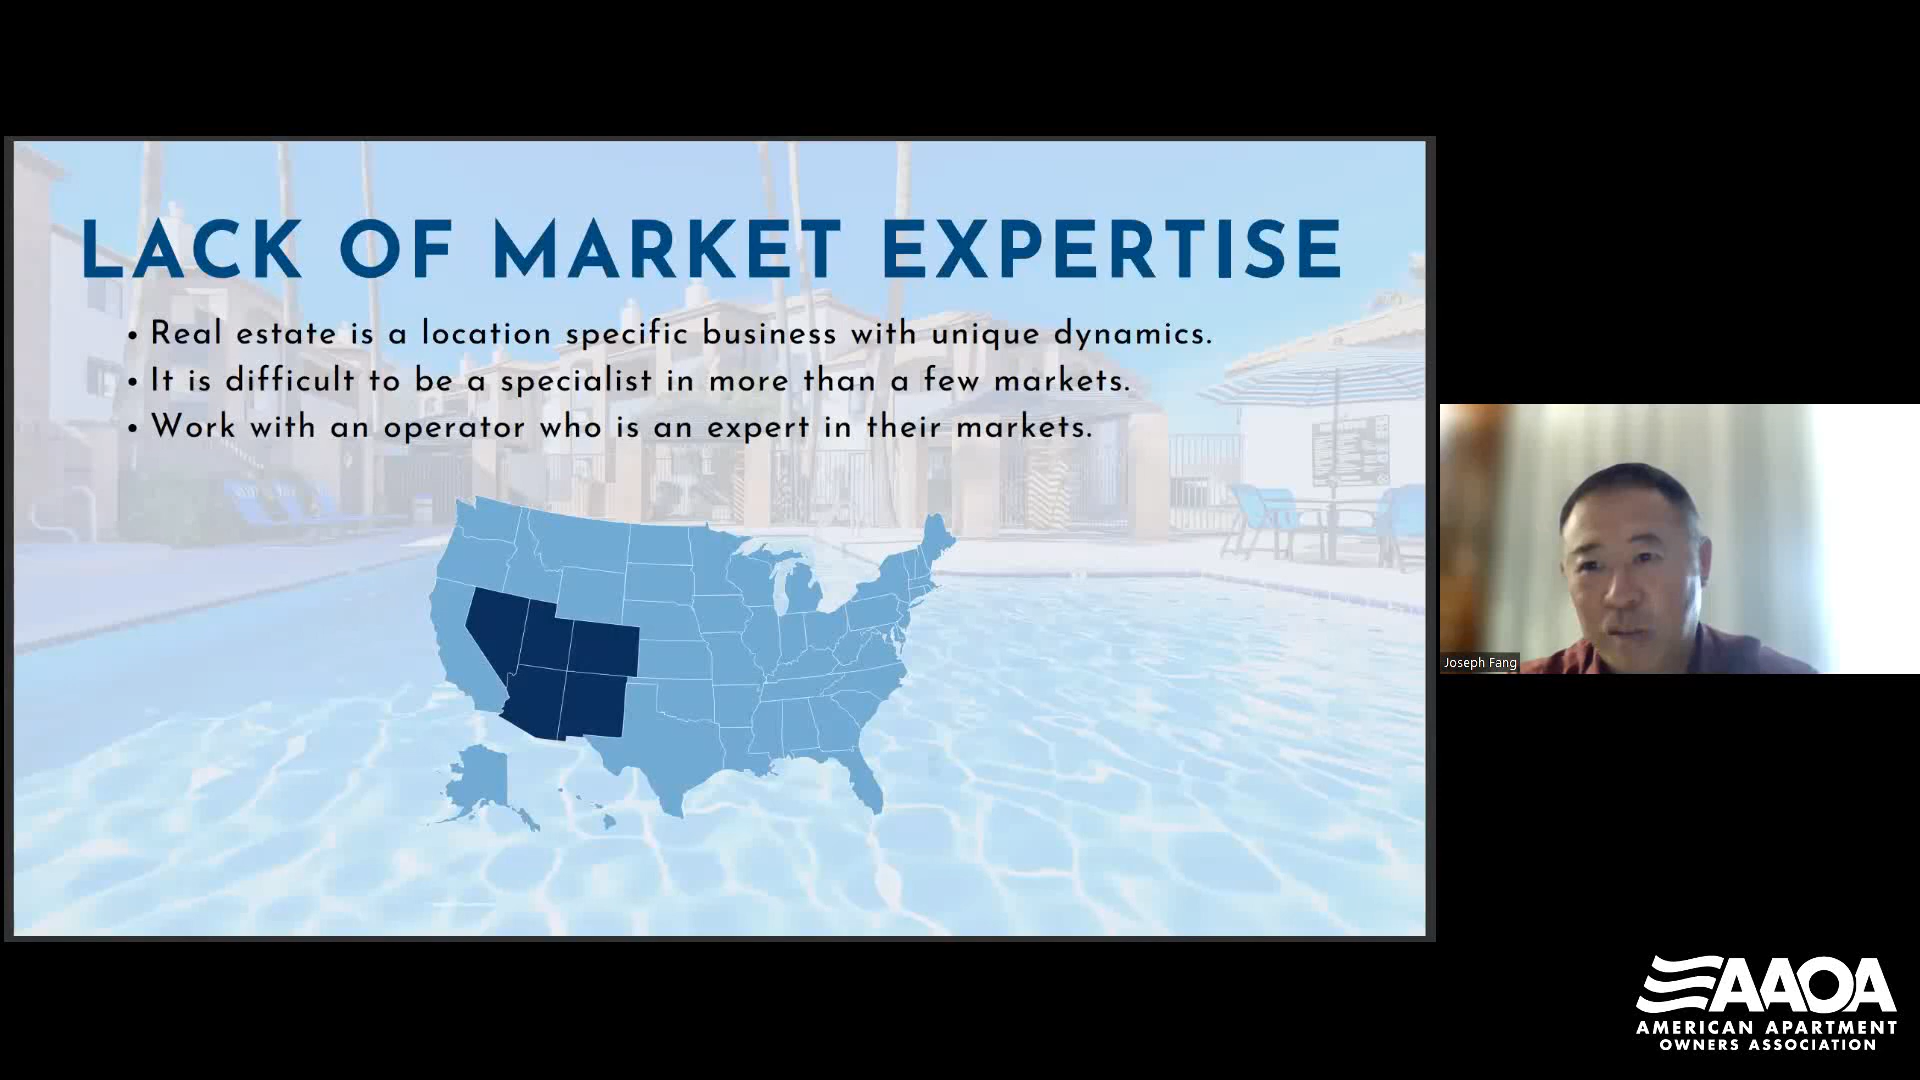 LACK OF MARKET EXPERTISE
• Real estate is a location specific business with unique dynamics.
• It is difficult to be a specialist in more than a few markets.
• Work with an operator who is an expert in their markets.
Joseph Fang
AAOA
AMERICAN APARTMENT
OWNERS ASSOCIATION